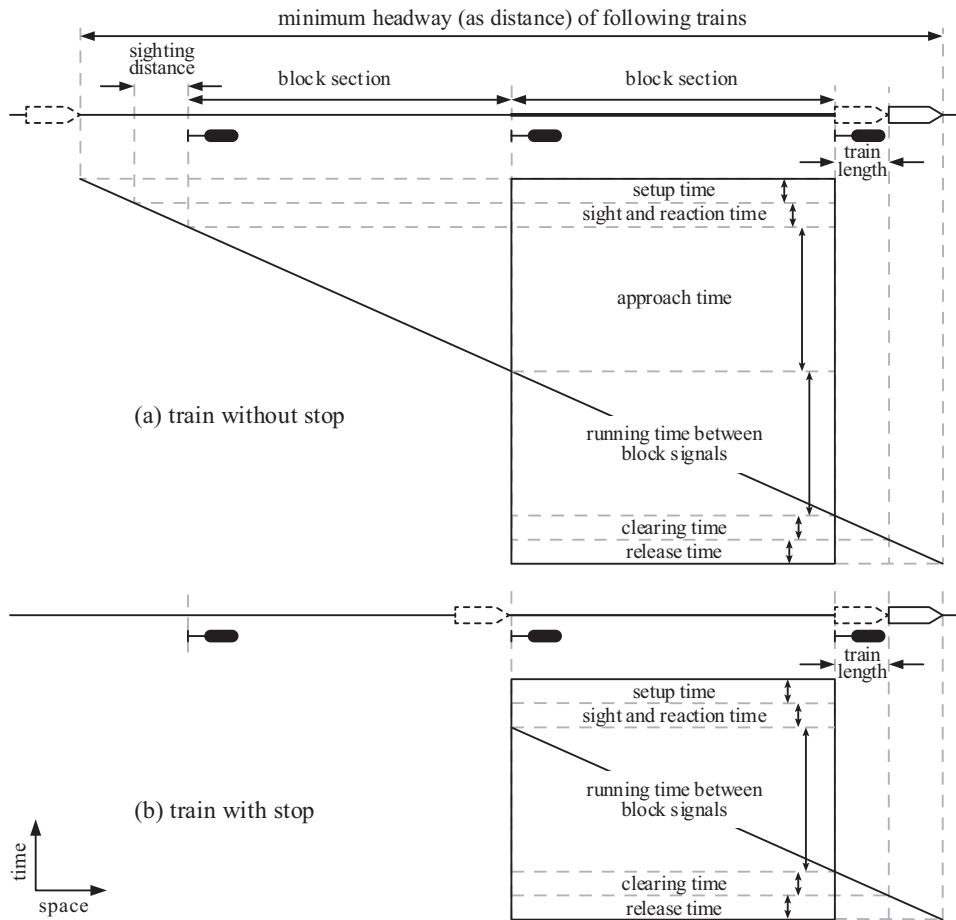 minimum headway (as distance) of following trains
sighting
distance
block section
block section
train
length
setup time
sight and reaction time
approach time
(a) train without stop
running time between
block signals
clearing time
release time
train
length
setup time
sight and reaction time
running time between
block signals
(b) train with stop
clearing time
release time
time
space